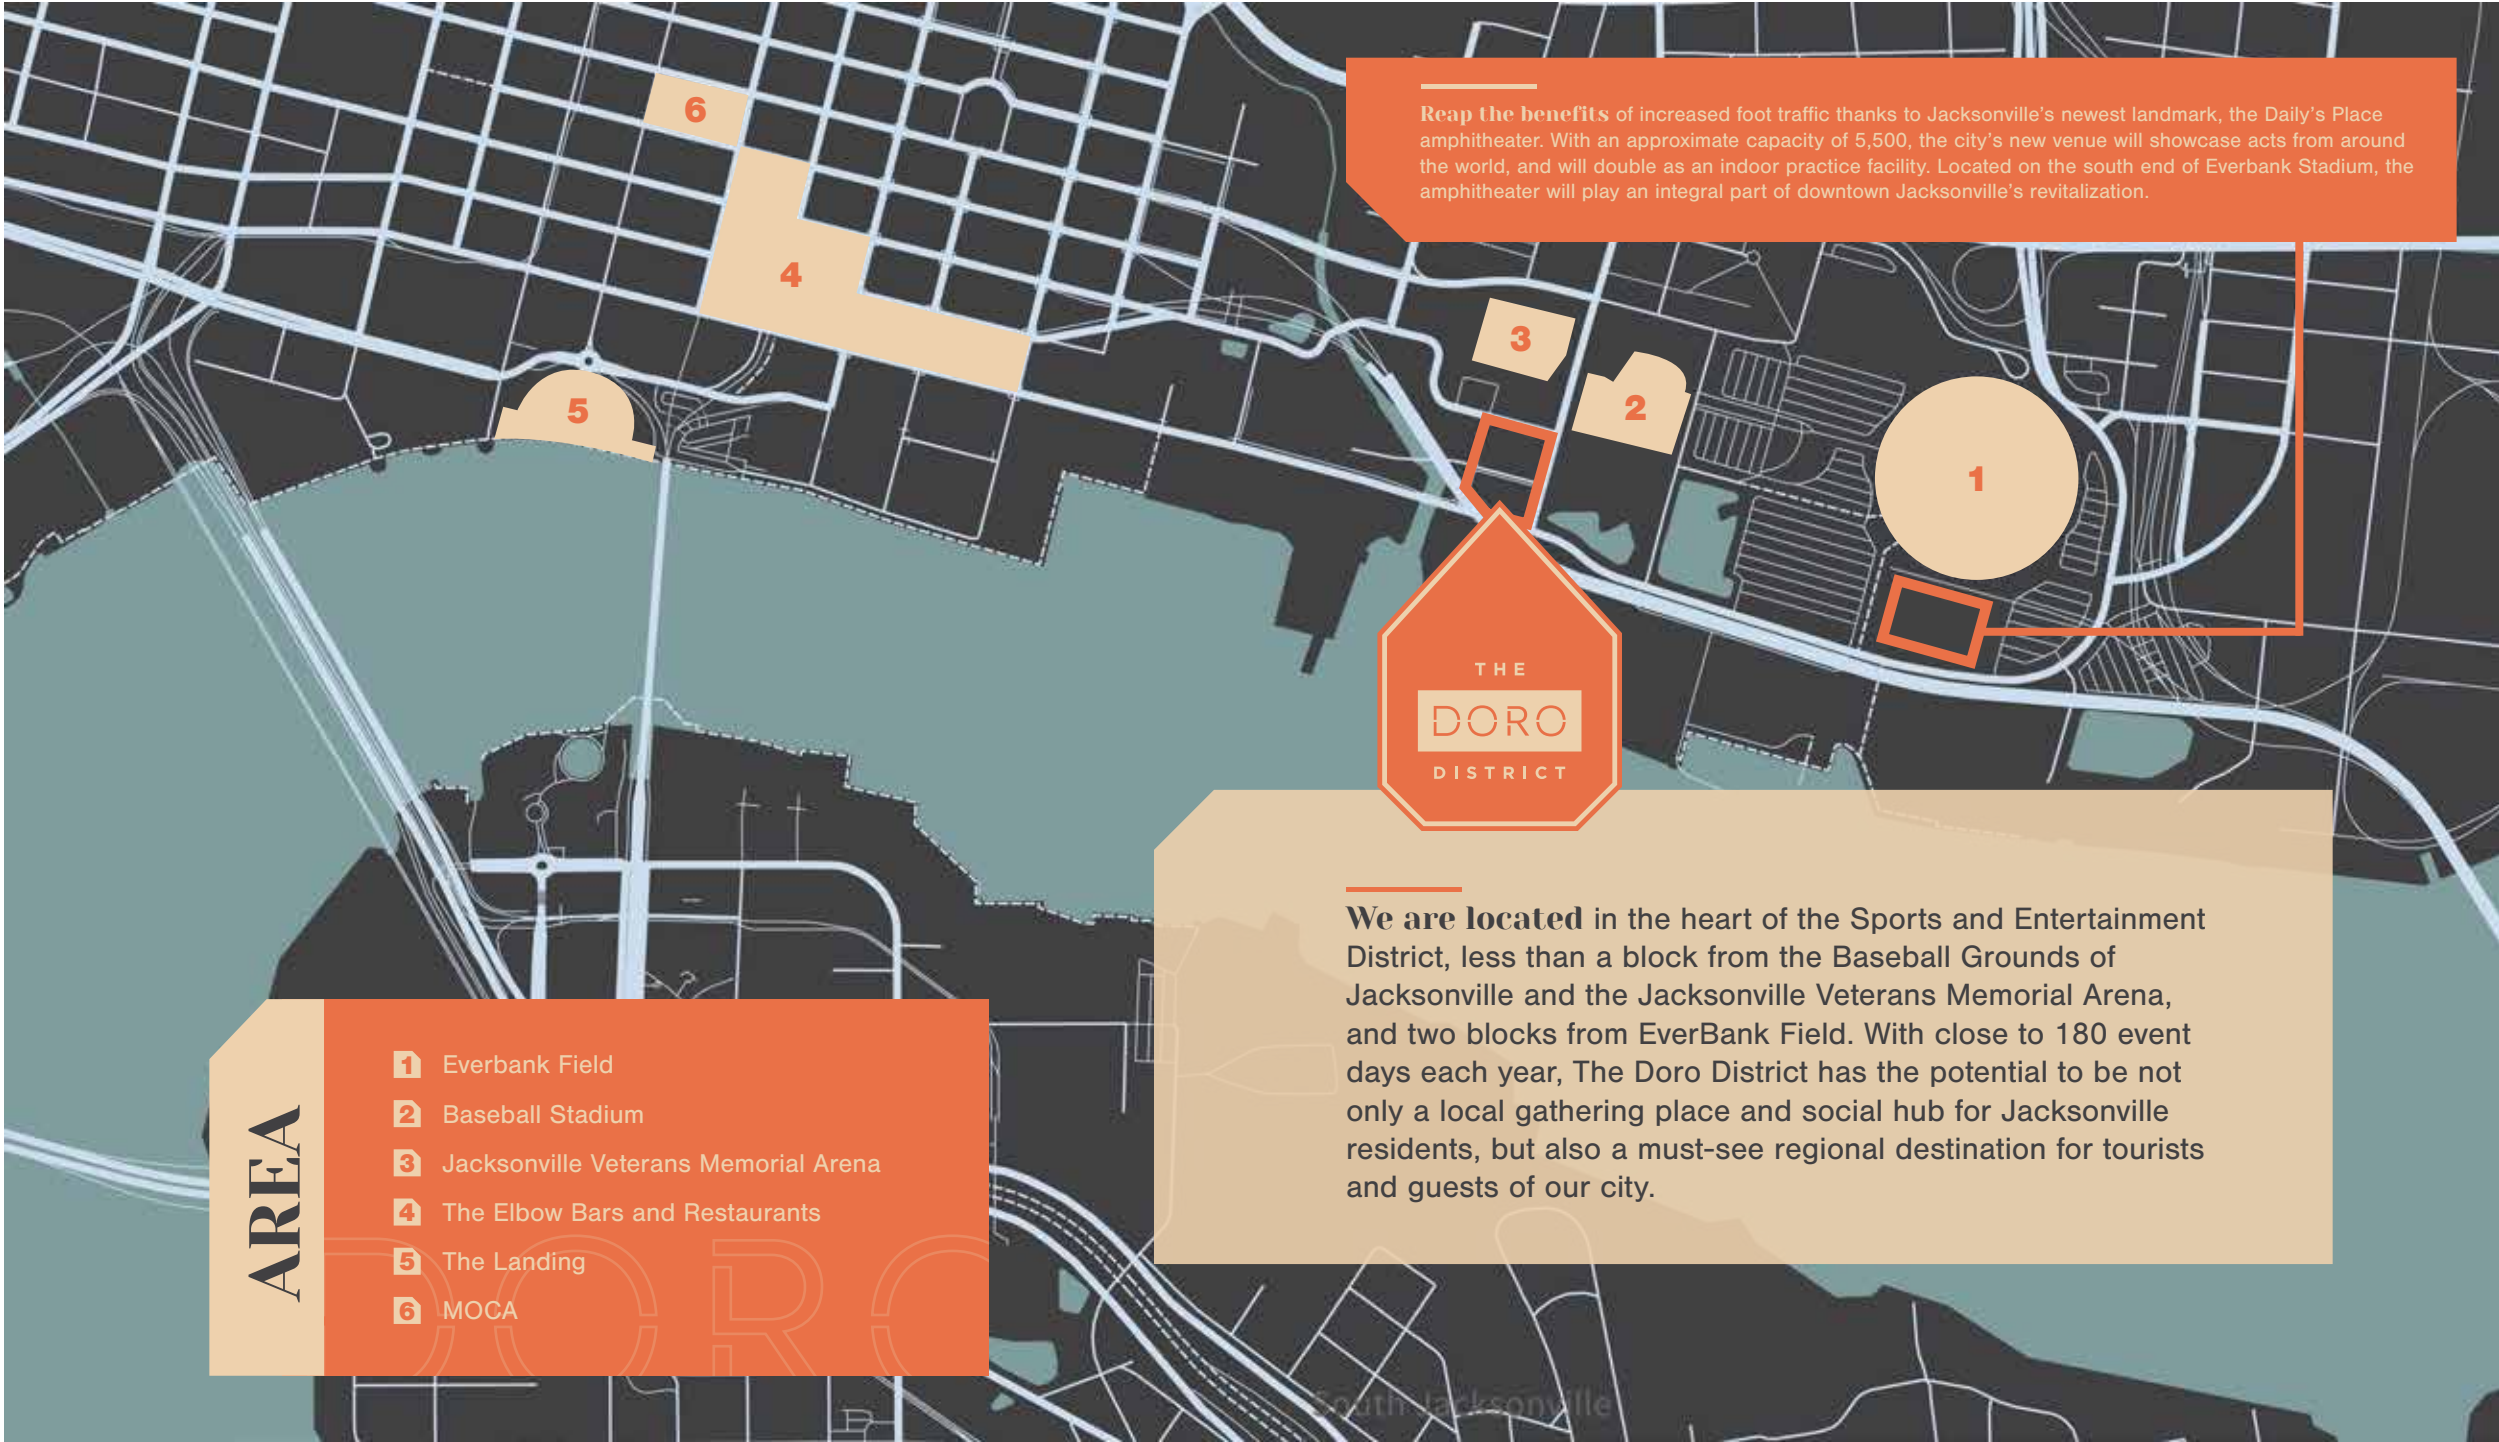 6
Reap the benefits of increased foot traffic thanks to Jacksonville's newest landmark, the Daily's Place
amphitheater. With an approximate capacity of 5,500, the city's new venue will showcase acts from around
the world, and will double as an indoor practice facility. Located on the south end of Everbank Stadium, the
amphitheater will play an integral part of downtown Jacksonville's revitalization.
4
3
2
5
1
THE
DORO
DISTRICT
We are located in the heart of the Sports and Entertainment
District, less than a block from the Baseball Grounds of
Jacksonville and the Jacksonville Veterans Memorial Arena,
and two blocks from EverBank Field. With close to 180 event
days each year, The Doro District has the potential to be not
only a local gathering place and social hub for Jacksonville
residents, but also a must-see regional destination for tourists
and guests of our city.
AREA
1 Everbank Field
2 Baseball Stadium
3 Jacksonville Veterans Memorial Arena
4 The Elbow Bars and Restaurants
5 The Landing
6 MOCA
DORO
South Jacksonville